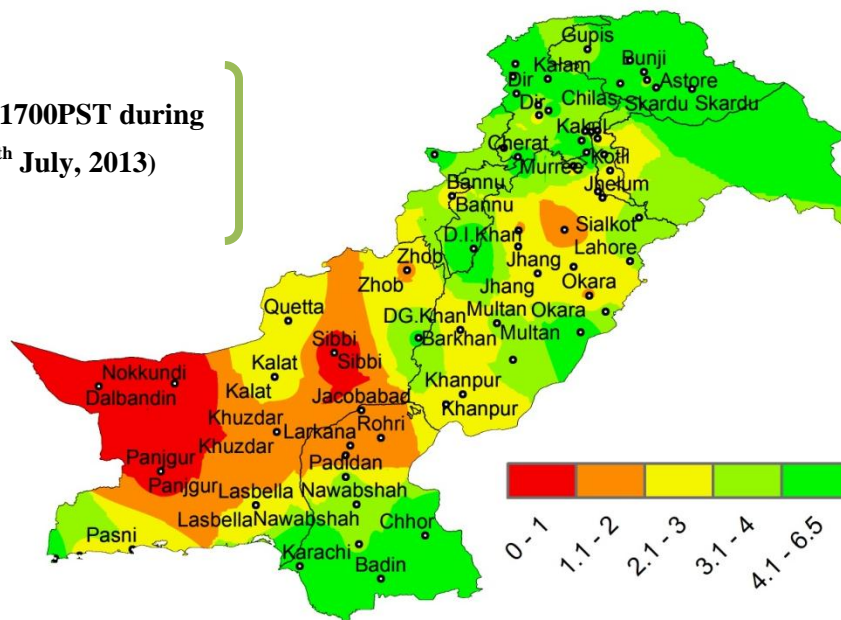 1700PST during
th July, 2013)
Gupis
Bunji
Kalam
Dir
Astore
Chilas
Skardu Skardu
Dir
Kakul
Cherat
Kotli
Murree
Bannu
Jhelum
Bannu
D.I.Khan
Sialkot
Lahore
Zhob
Jhang
Zhob
Jhang
Okara
Quetta
DG.Khan
Multan
Okara
Sibbi
Barkhan
Multan
Sibbi
Nokkundi
Kalat
Dalbandin
Kalat
Khanpur
Jacobabad
Khanpur
Khuzdar
Larkana
Rohri
Khuzdar
Panjgur
Padidan
Panjgur
Lasbella
Nawabshah
Lasbella
Nawabshah
Chhor
Pasni
Karachi
Badin
0 - 1
1.1 - 2
2.1 - 3
3.1 - 4
4.1 - 6.5